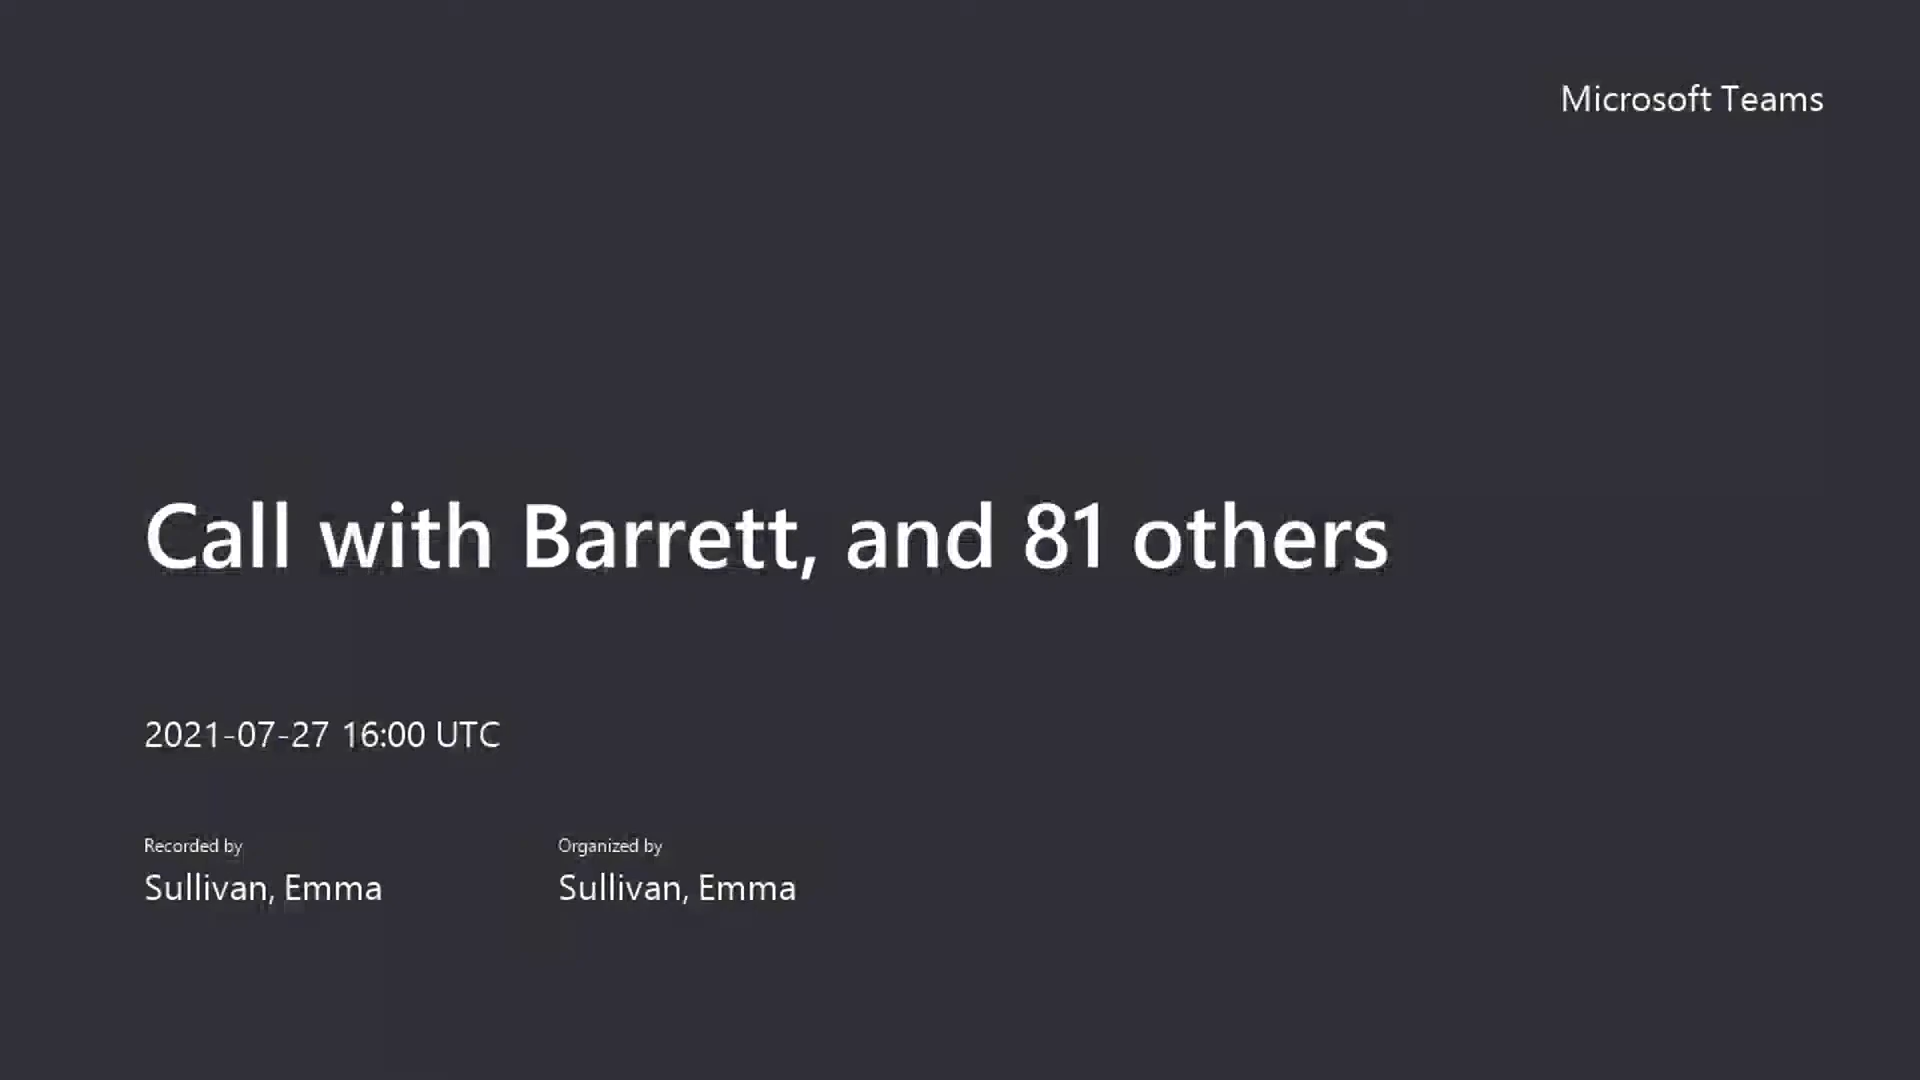 Microsoft Teams
Call with Barrett, and 81 others
2021-07-27 16:00 UTC
Recorded by
Sullivan, Emma
Organized by
Sullivan, Emma